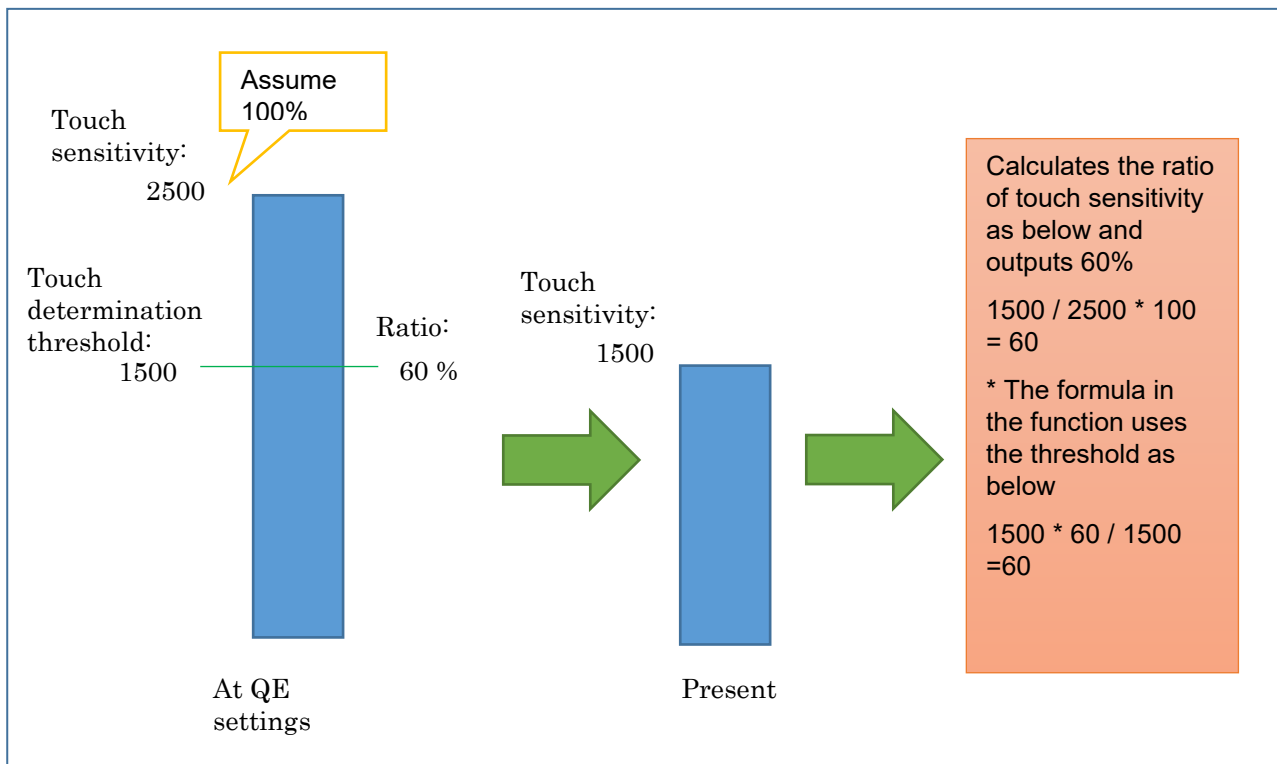 Assume
100%
Touch
sensitivity:
2500
Touch
determination
threshold:
1500
Ratio:
60 %
At QE
settings
Touch
sensitivity:
1500
Present
Calculates the ratio
of touch sensitivity
as below and
outputs 60%
1500 / 2500 * 100
= 60
* The formula in
the function uses
the threshold as
below
1500 * 60 / 1500
=60